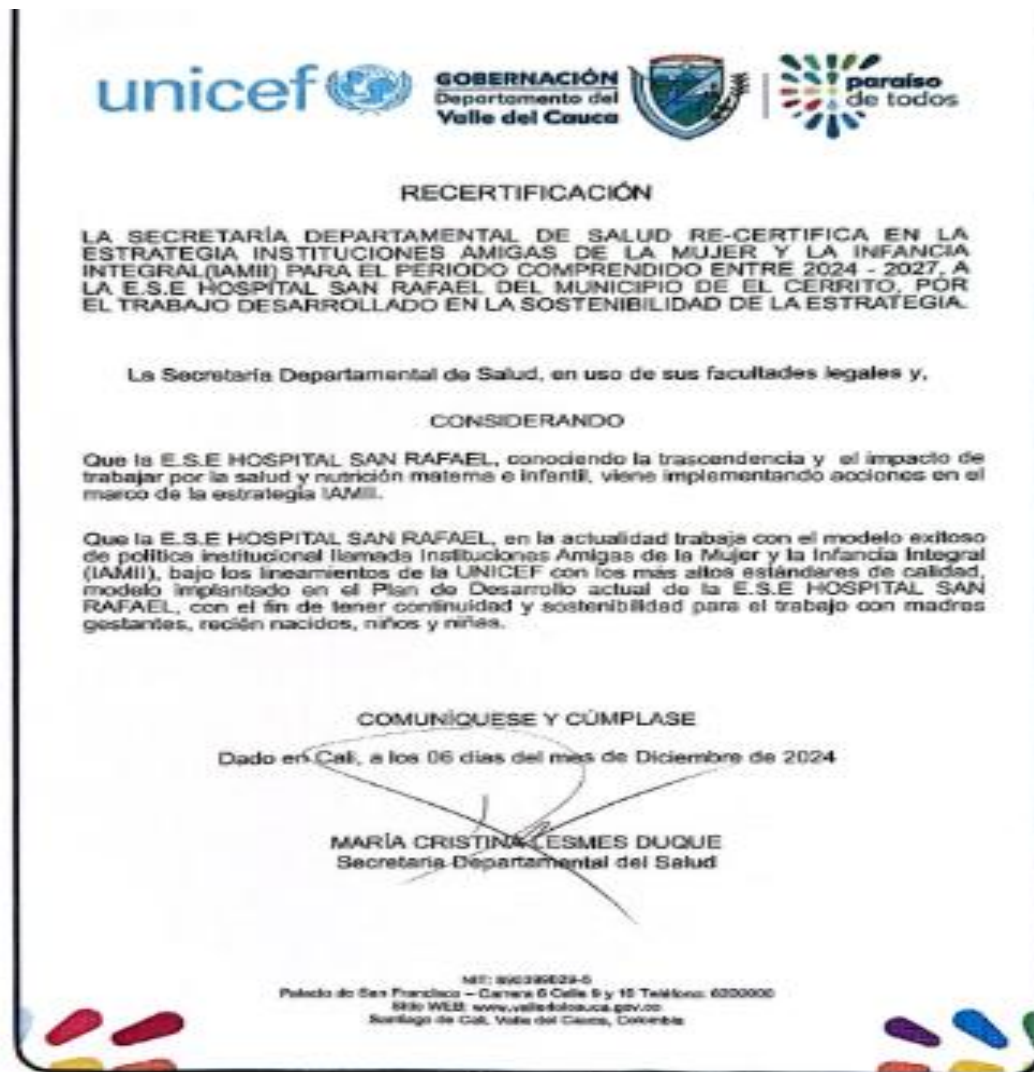 unicef
GOBERNACIÓN
Departamento del
Valle del Cauca
paraíso
de todos
RECERTIFICACIÓN
LA SECRETARÍA DEPARTAMENTAL DE SALUD RE-CERTIFICA EN LA
ESTRATEGIA INSTITUCIONES AMIGAS DE LA MUJER Y LA INFANCIA
INTEGRAL(IAMII) PARA EL PERIODO COMPRENDIDO ENTRE 2024 - 2027, A
LA E.S.E HOSPITAL SAN RAFAEL DEL MUNICIPIO DE EL CERRITO, POR
EL TRABAJO DESARROLLADO EN LA SOSTENIBILIDAD DE LA ESTRATEGIA.
La Secretaría Departamental de Salud, en uso de sus facultades legales y,
CONSIDERANDO
Que la E.S.E HOSPITAL SAN RAFAEL, conociendo la trascendencia y el impacto de
trabajar por la salud y nutrición materna e infantil, viene implementando acciones en el
marco de la estrategia IAMII.
Que la E.S.E HOSPITAL SAN RAFAEL, en la actualidad trabaja con el modelo exitoso
de política institucional llamada Instituciones Amigas de la Mujer y la Infancia Integral
(IAMII), bajo los lineamientos de la UNICEF con los más altos estándares de calidad,
modelo implantado en el Plan de Desarrollo actual de la E.S.E HOSPITAL SAN
RAFAEL, con el fin de tener continuidad y sostenibilidad para el trabajo con madres
gestantes, recién nacidos, niños y niñas.
COMUNÍQUESE Y CÚMPLASE
Dado en Cali, a los 06 días del mes de Diciembre de 2024
MARÍA CRISTINA LESMES DUQUE
Secretaria Departamental del Salud
NIT: 890399029-5
Palacio de San Francisco – Carrera 6 Calle 9 y 10 Teléfono: 6200000
Sitio WEB: www.valledelcauca.gov.co
Santiago de Cali, Valle del Cauca, Colombia